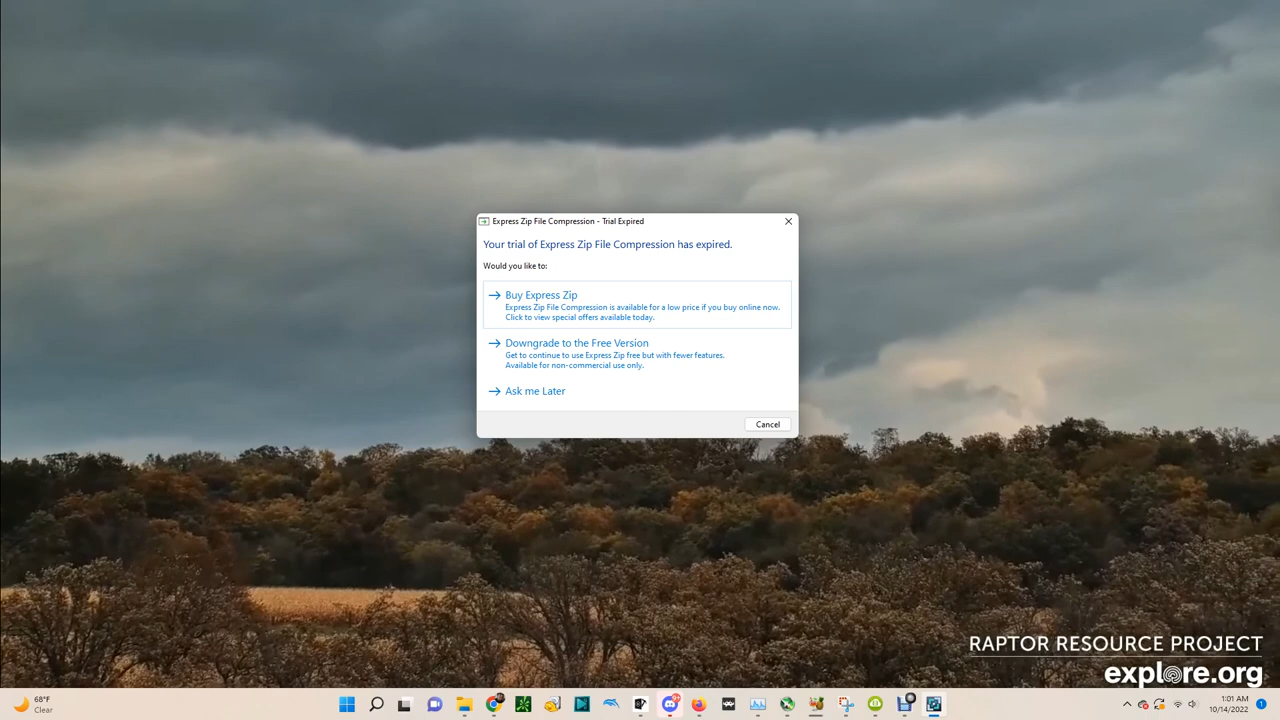 Express Zip File Compression - Trial Expired
Your trial of Express Zip File Compression has expired.
Would you like to:
Buy Express Zip
Express Zip File Compression is available for a low price if you buy online now.
Click to view special offers available today.
Downgrade to the Free Version
Get to continue to use Express Zip free but with fewer features.
Available for non-commercial use only.
Ask me Later
Cancel
RAPTOR RESOURCE PROJECT
explore.org
68°F
Clear
1:01 AM
10/14/2022
1